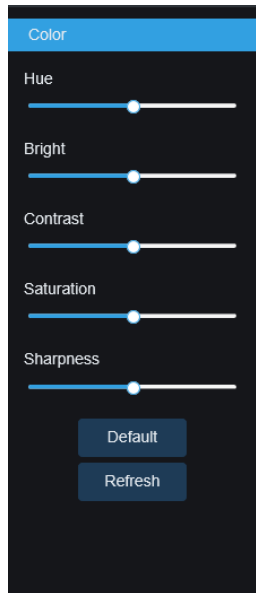 Color
Hue
Bright
Contrast
Saturation
Sharpness
Default
Refresh